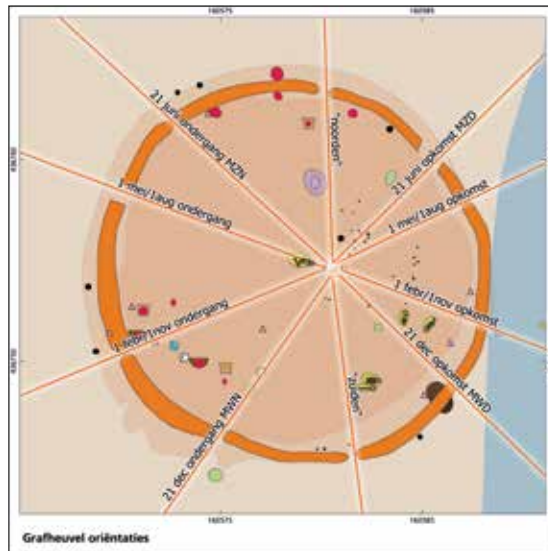 160575
160585
21 juni ondergang MZN
"noorden"
21 juni opkomst MZD
1 mei/1aug ondergang
1 mei/1aug opkomst
1 febr/1nov ondergang
1 febr/1nov opkomst
21 dec ondergang MWN
"zuiden"
21 dec opkomst MWD
160575
160585
Grafheuvel oriëntaties